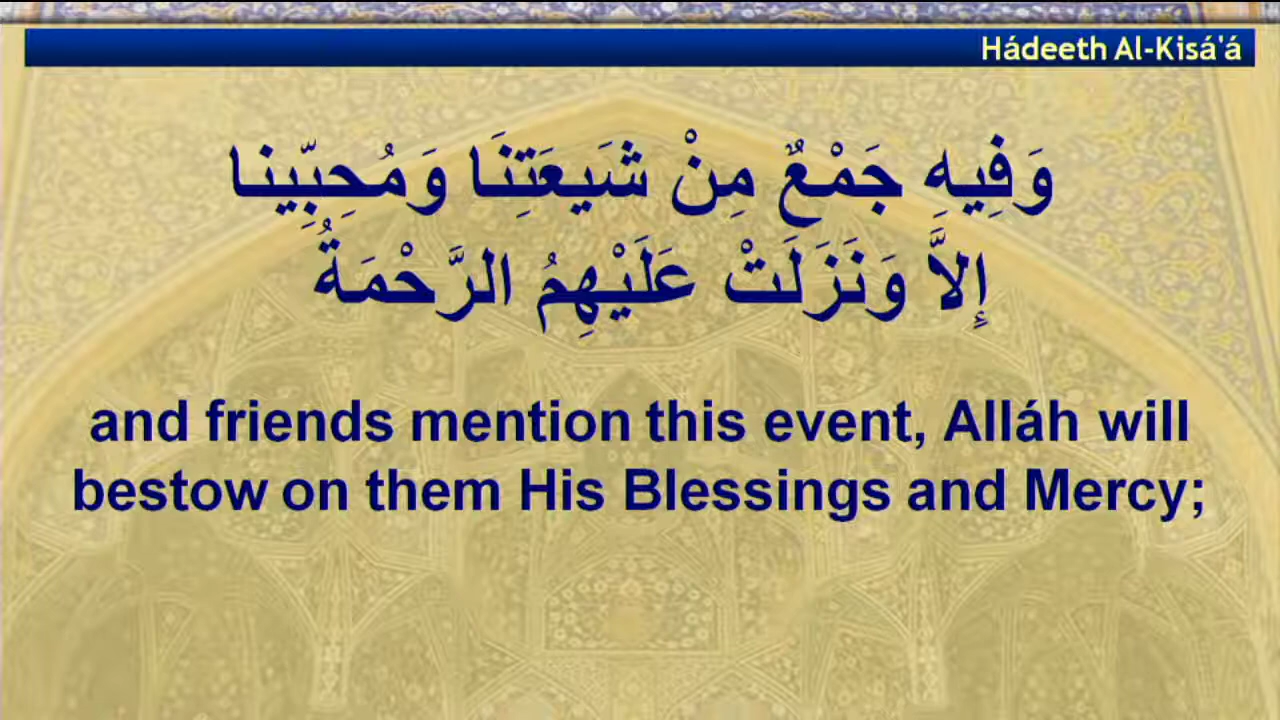 Hádeeth Al-Kisá'á
وَفِيهِ جَمْعٌ مِنْ شَيعَتِنَا وَمُحِبِّينا
إِلاَّ وَنَزَلَتْ عَلَيْهِمُ الرَّحْمَةُ
and friends mention this event, Alláh will
bestow on them His Blessings and Mercy;